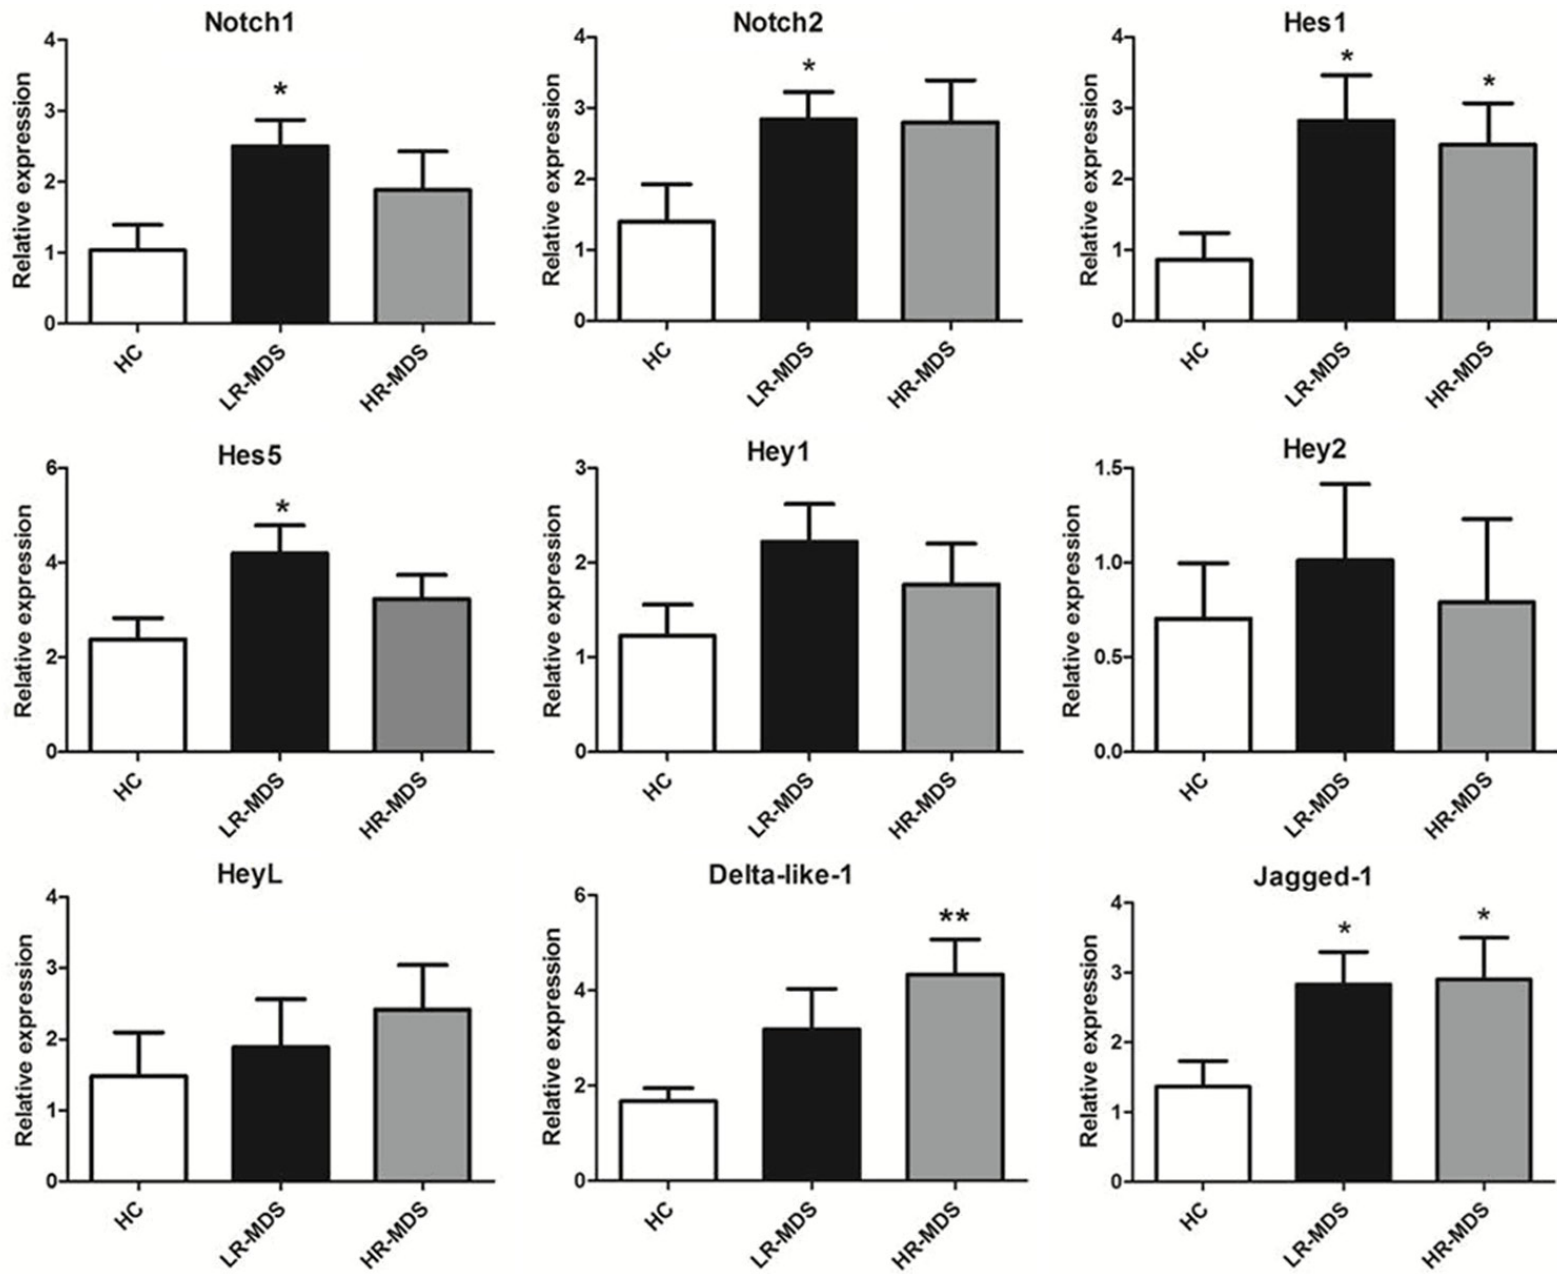 Notch1
Relative expression
4
3
2
1
0
*
HC
LR-MDS
HR-MDS
Notch2
Relative expression
4
3
2
1
0
*
HC
LR-MDS
HR-MDS
Hes1
Relative expression
4
3
2
1
0
*
*
HC
LR-MDS
HR-MDS
Hes5
Relative expression
6
4
2
0
*
HC
LR-MDS
HR-MDS
Hey1
Relative expression
3
2
1
0
HC
LR-MDS
HR-MDS
Hey2
Relative expression
1.5
1.0
0.5
0.0
HC
LR-MDS
HR-MDS
HeyL
Relative expression
4
3
2
1
0
HC
LR-MDS
HR-MDS
Delta-like-1
Relative expression
6
4
2
0
**
HC
LR-MDS
HR-MDS
Jagged-1
Relative expression
4
3
2
1
0
*
*
HC
LR-MDS
HR-MDS